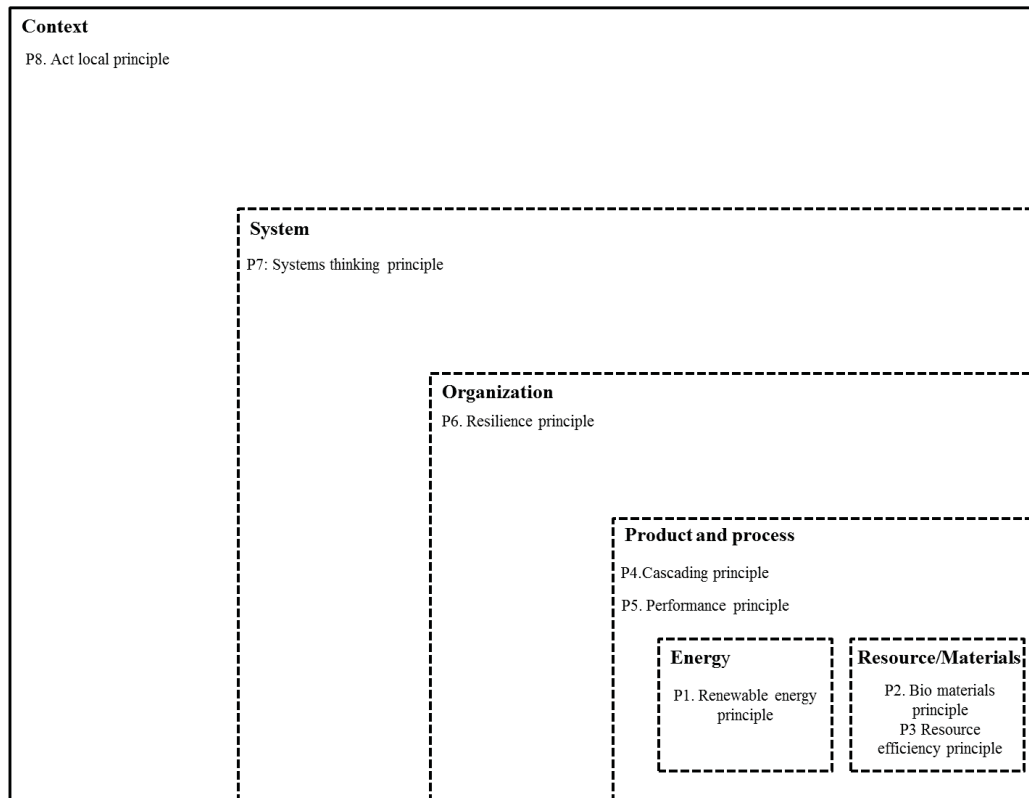 Context
P8. Act local principle
System
P7: Systems thinking principle
Organization
P6. Resilience principle
Product and process
P4.Cascading principle
P5. Performance principle
Energy
P1. Renewable energy
principle
Resource/Materials
P2. Bio materials
principle
P3 Resource
efficiency principle